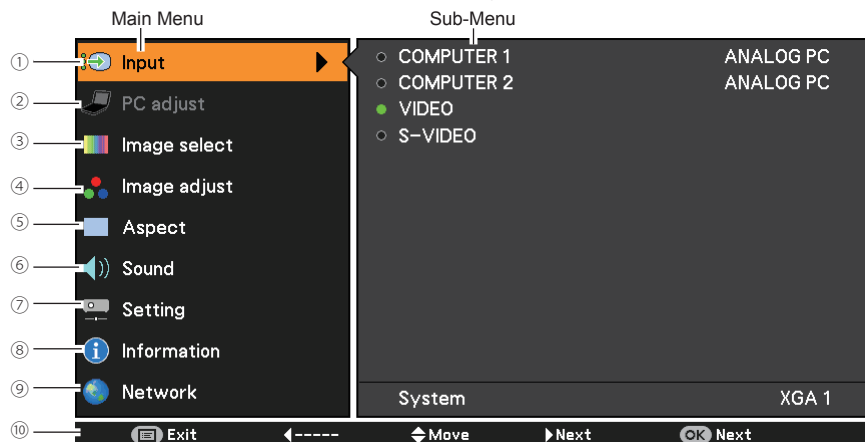 Main Menu
Sub-Menu
① Input
② PC adjust
③ Image select
④ Image adjust
⑤ Aspect
⑥ Sound
⑦ Setting
⑧ Information
⑨ Network
COMPUTER 1 ANALOG PC
COMPUTER 2 ANALOG PC
VIDEO
S-VIDEO
System XGA 1
⑩ Exit ----- Move Next OK Next